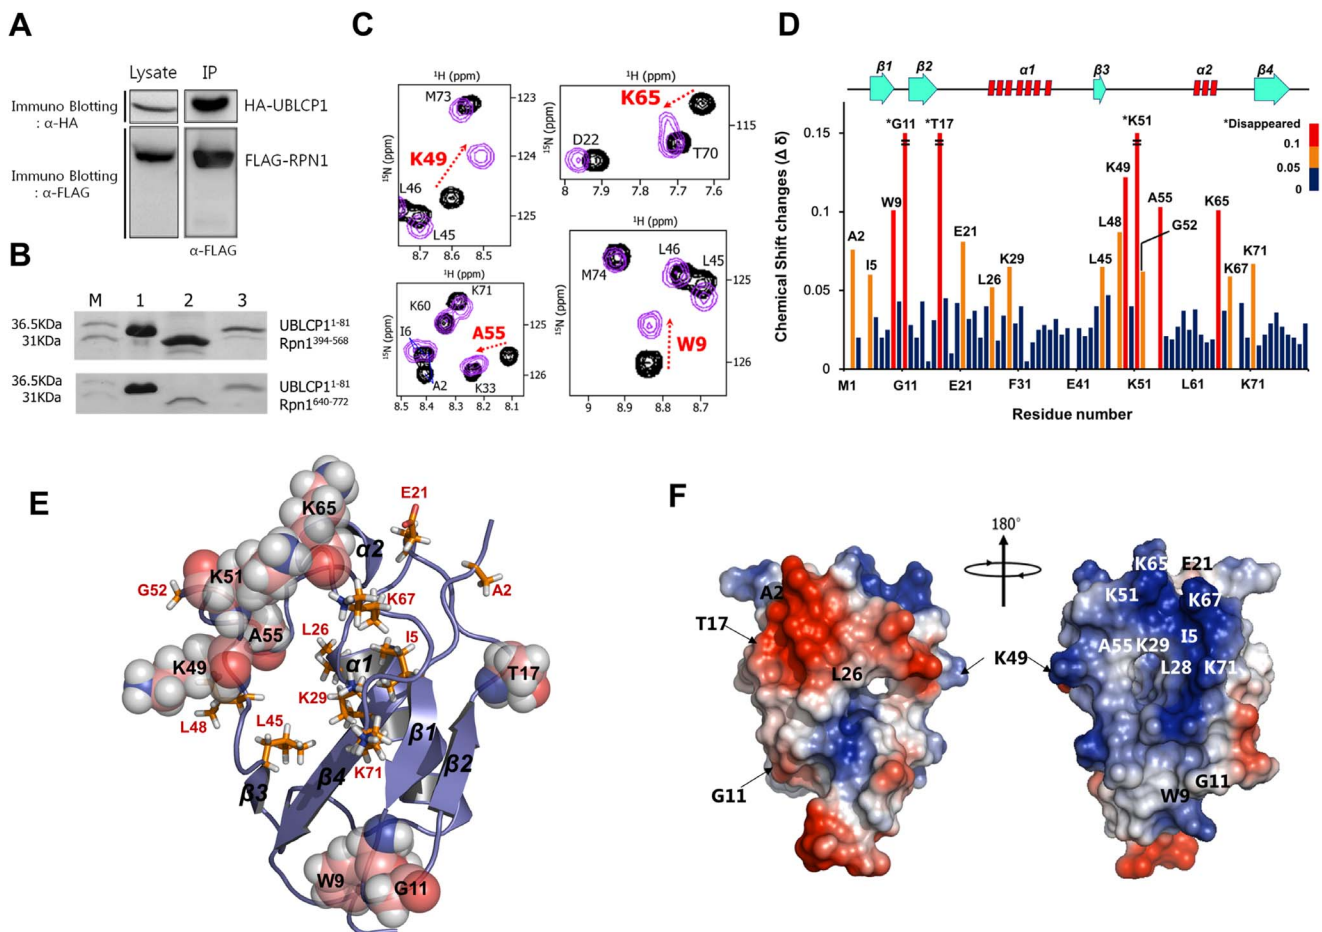 A
Lysate IP
Immuno Blotting
: α-HA
HA-UBLCP1
Immuno Blotting
: α-FLAG
FLAG-RPN1
α-FLAG
B
M 1 2 3
36.5KDa
31KDa
UBLCP1¹⁻⁸¹
Rpn1³⁹⁴⁻⁵⁶⁸
36.5KDa
31KDa
UBLCP1¹⁻⁸¹
Rpn1⁶⁴⁰⁻⁷⁷²
C
¹H (ppm)
M73
K49
L46
L45
123
124
125
¹⁵N (ppm)
8.7 8.5
¹H (ppm)
K65
D22
T70
115
¹⁵N (ppm)
8 7.9 7.8 7.7 7.6
¹H (ppm)
K71
K60
I6
A55
A2
K33
125
126
¹⁵N (ppm)
8.5 8.4 8.3 8.2 8.1
¹H (ppm)
M74
L46
L45
W9
125
126
¹⁵N (ppm)
9 8.9 8.8 8.7
D
β1 β2 α1 β3 α2 β4
Chemical Shift changes (Δ δ)
0.15
0.1
0.05
0
*G11 *T17 *K51
*Disappeared
0.1
0.05
0
A2 I5 W9 E21 L26 K29 L45 L48 K49 G52 A55 K65 K67 K71
M1 G11 E21 F31 E41 K51 L61 K71
Residue number
E
K65
E21
α2
G52
K51
K67
A2
A55
L26
I5
K49
α1
T17
K29
L48
L45
β1
β2
K71
β4
β3
W9
G11
F
180°
A2
T17
L26
G11
K49
K65
E21
K51
K67
I5
A55
K29
L28
K71
G11
W9